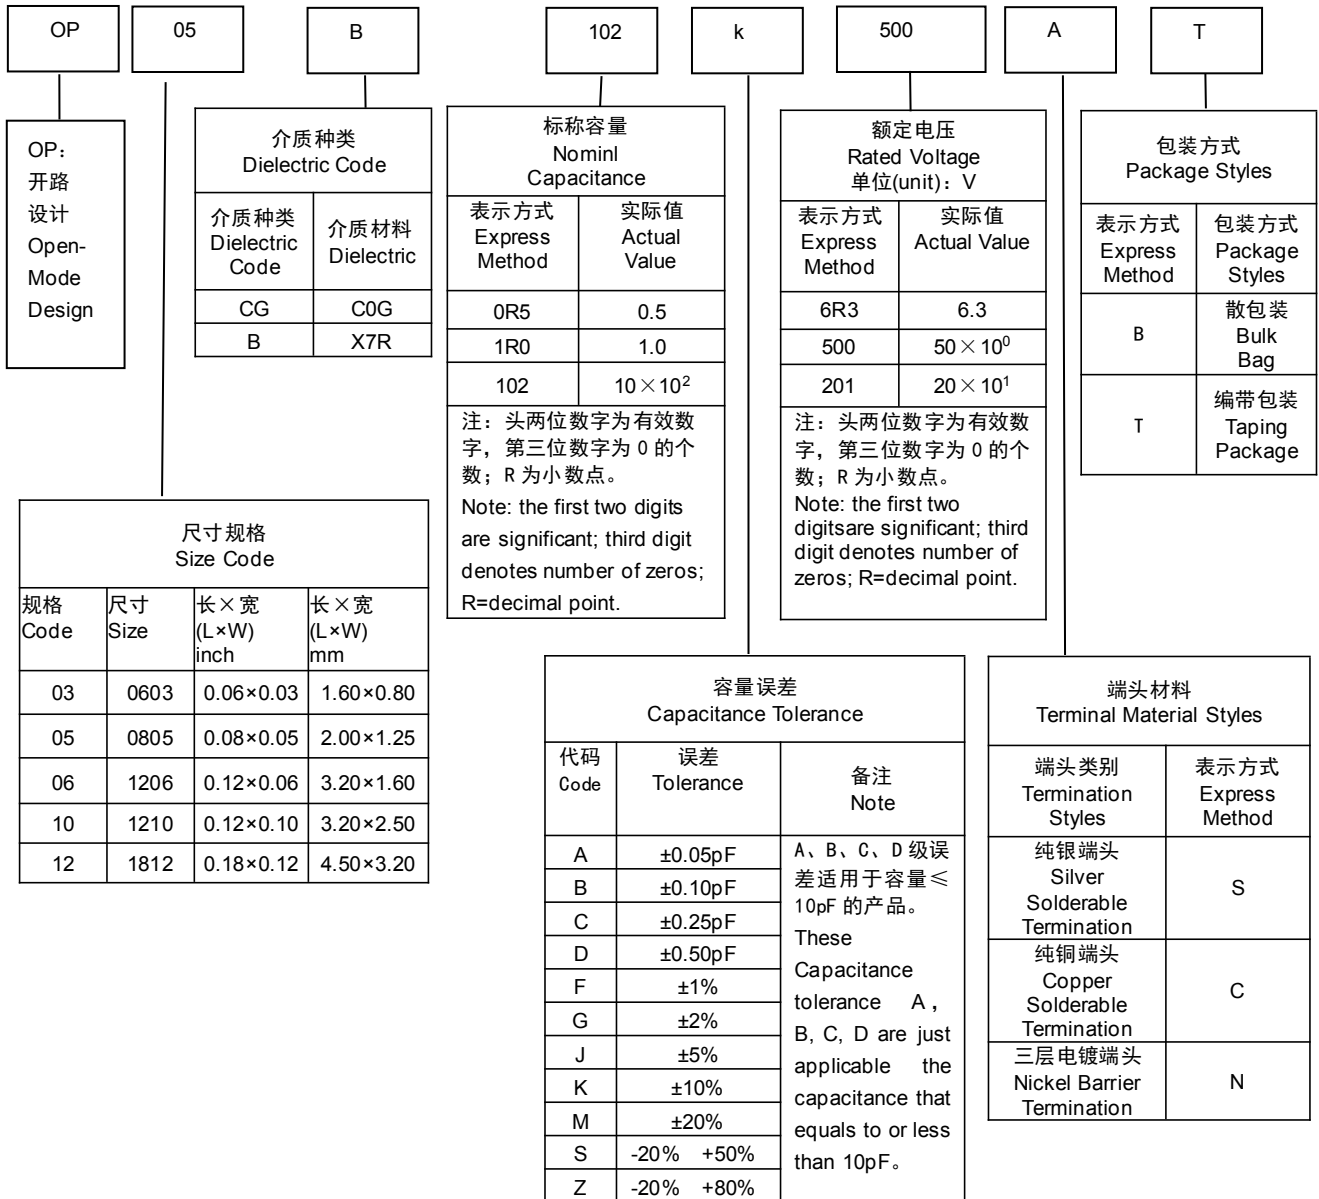 OP
05
B
102
k
500
A
T
OP：
开路
设计
Open-
Mode
Design
介质种类
Dielectric Code
介质种类
Dielectric
Code
介质材料
Dielectric
CG
C0G
B
X7R
标称容量
Nominl
Capacitance
表示方式
Express
Method
实际值
Actual
Value
0R5
0.5
1R0
1.0
102
10×10²
注：头两位数字为有效数
字，第三位数字为 0 的个
数；R 为小数点。
Note: the first two digits
are significant; third digit
denotes number of zeros;
R=decimal point.
额定电压
Rated Voltage
单位(unit)：V
表示方式
Express
Method
实际值
Actual Value
6R3
6.3
500
50×10⁰
201
20×10¹
注：头两位数字为有效数
字，第三位数字为 0 的个
数；R 为小数点。
Note: the first two
digitsare significant; third
digit denotes number of
zeros; R=decimal point.
包装方式
Package Styles
表示方式
Express
Method
包装方式
Package
Styles
B
散包装
Bulk
Bag
T
编带包装
Taping
Package
尺寸规格
Size Code
规格
Code
尺寸
Size
长×宽
(L×W)
inch
长×宽
(L×W)
mm
03
0603
0.06×0.03
1.60×0.80
05
0805
0.08×0.05
2.00×1.25
06
1206
0.12×0.06
3.20×1.60
10
1210
0.12×0.10
3.20×2.50
12
1812
0.18×0.12
4.50×3.20
容量误差
Capacitance Tolerance
代码
Code
误差
Tolerance
备注
Note
A
±0.05pF
B
±0.10pF
C
±0.25pF
D
±0.50pF
F
±1%
G
±2%
J
±5%
K
±10%
M
±20%
S
-20% +50%
Z
-20% +80%
A、B、C、D 级误
差适用于容量≤
10pF 的产品。
These
Capacitance
tolerance A，
B, C, D are just
applicable the
capacitance that
equals to or less
than 10pF。
端头材料
Terminal Material Styles
端头类别
Termination
Styles
表示方式
Express
Method
纯银端头
Silver
Solderable
Termination
S
纯铜端头
Copper
Solderable
Termination
C
三层电镀端头
Nickel Barrier
Termination
N